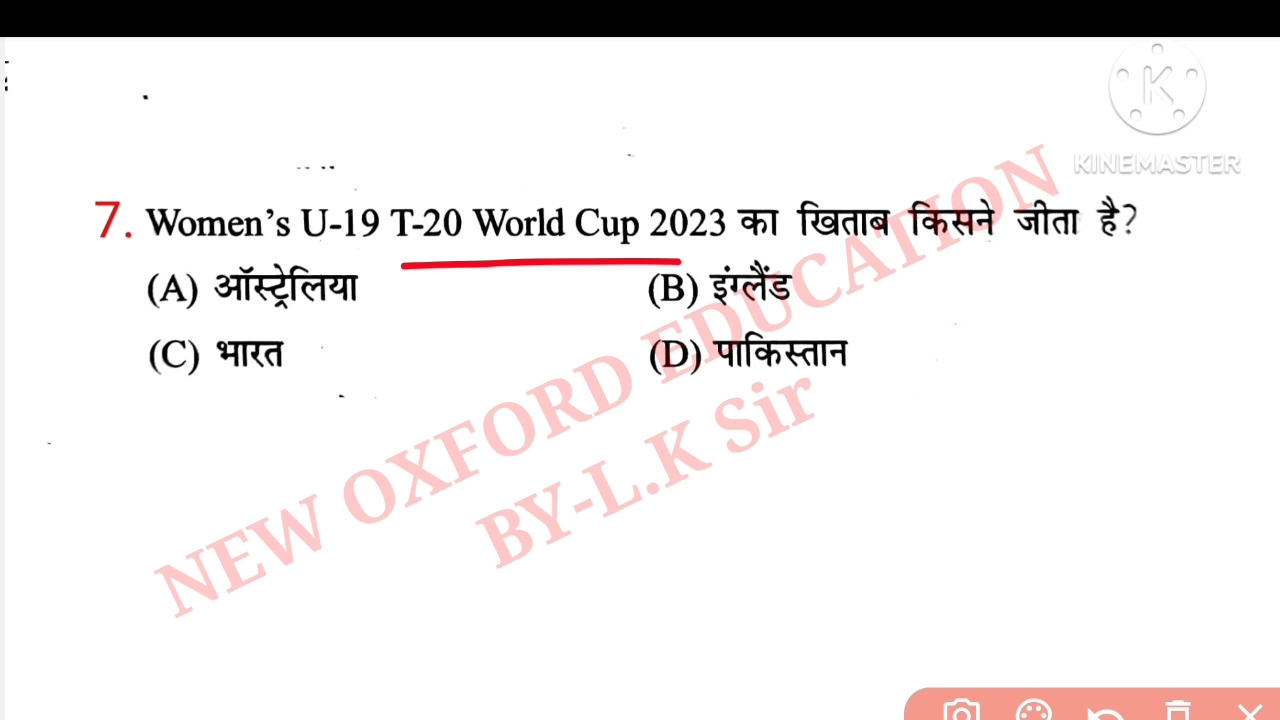 KINEMASTER
7. Women's U-19 T-20 World Cup 2023 का खिताब किसने जीता है?
(A) ऑस्ट्रेलिया (B) इंग्लैंड
(C) भारत (D) पाकिस्तान
NEW OXFORD EDUCATION
BY-L.K Sir